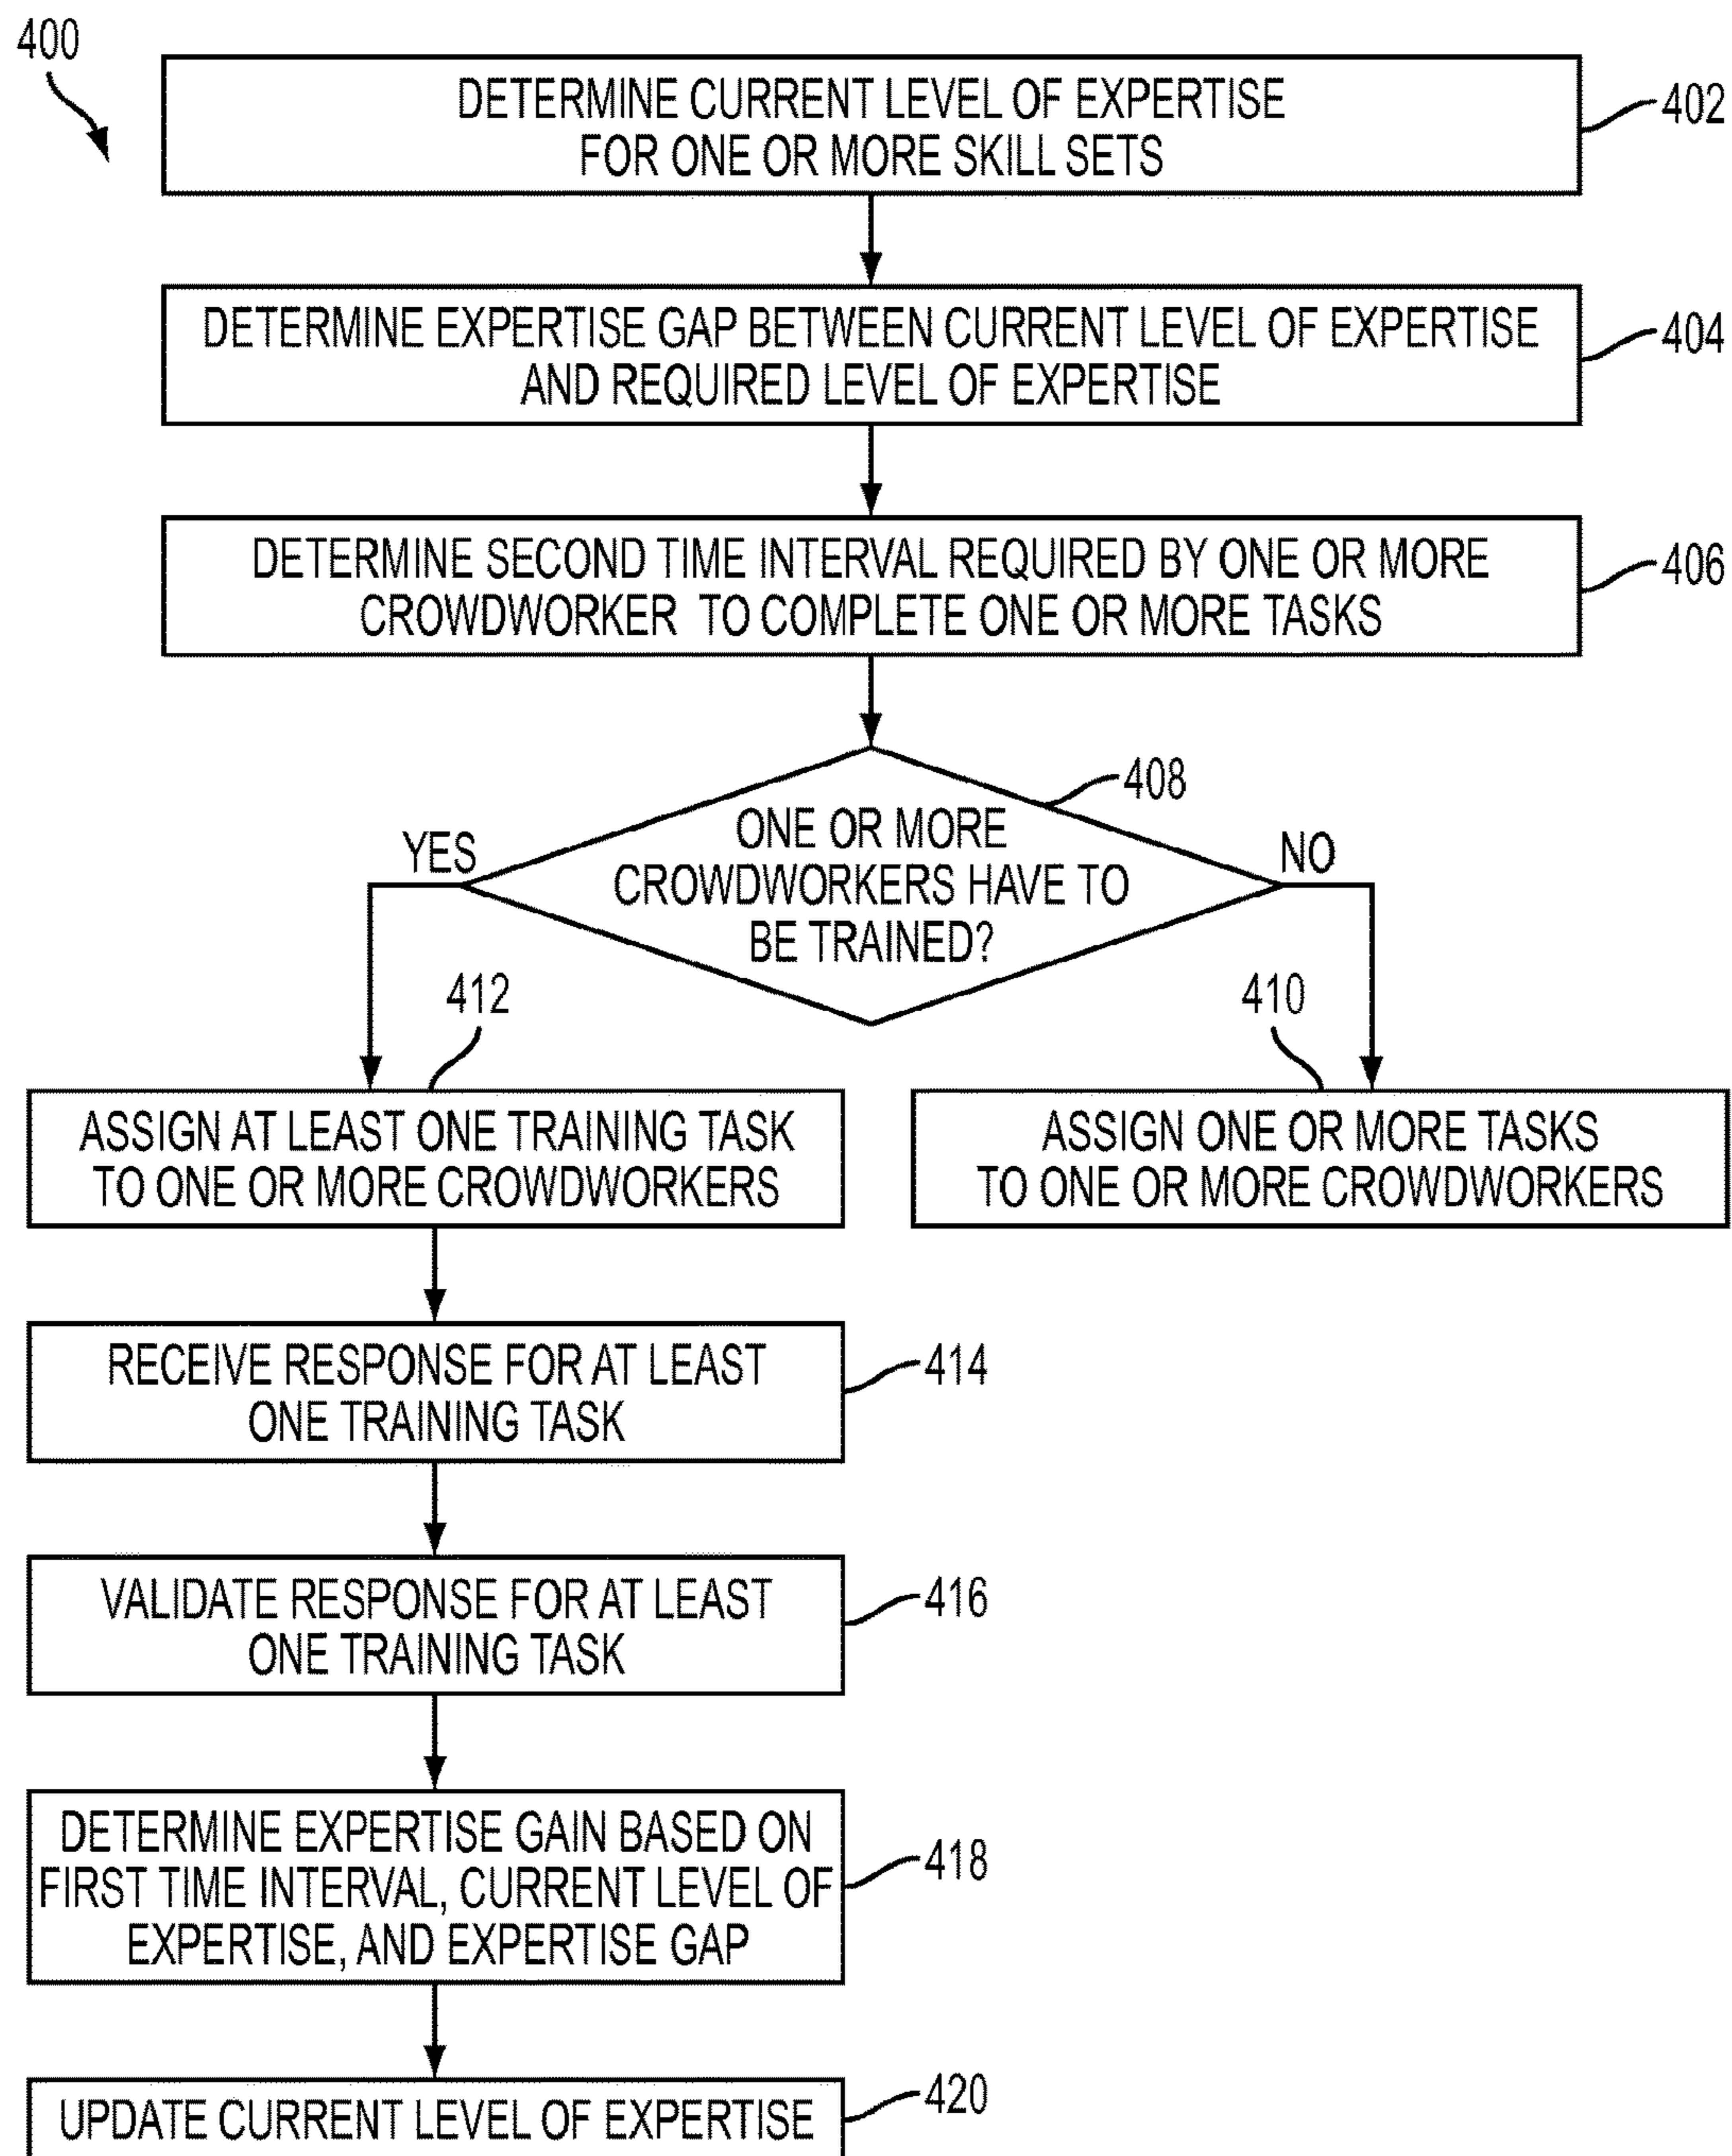 400
DETERMINE CURRENT LEVEL OF EXPERTISE
FOR ONE OR MORE SKILL SETS
402
DETERMINE EXPERTISE GAP BETWEEN CURRENT LEVEL OF EXPERTISE
AND REQUIRED LEVEL OF EXPERTISE
404
DETERMINE SECOND TIME INTERVAL REQUIRED BY ONE OR MORE
CROWDWORKER TO COMPLETE ONE OR MORE TASKS
406
408
ONE OR MORE
CROWDWORKERS HAVE TO
BE TRAINED?
YES
NO
412
410
ASSIGN AT LEAST ONE TRAINING TASK
TO ONE OR MORE CROWDWORKERS
ASSIGN ONE OR MORE TASKS
TO ONE OR MORE CROWDWORKERS
RECEIVE RESPONSE FOR AT LEAST
ONE TRAINING TASK
414
VALIDATE RESPONSE FOR AT LEAST
ONE TRAINING TASK
416
DETERMINE EXPERTISE GAIN BASED ON
FIRST TIME INTERVAL, CURRENT LEVEL OF
EXPERTISE, AND EXPERTISE GAP
418
UPDATE CURRENT LEVEL OF EXPERTISE
420